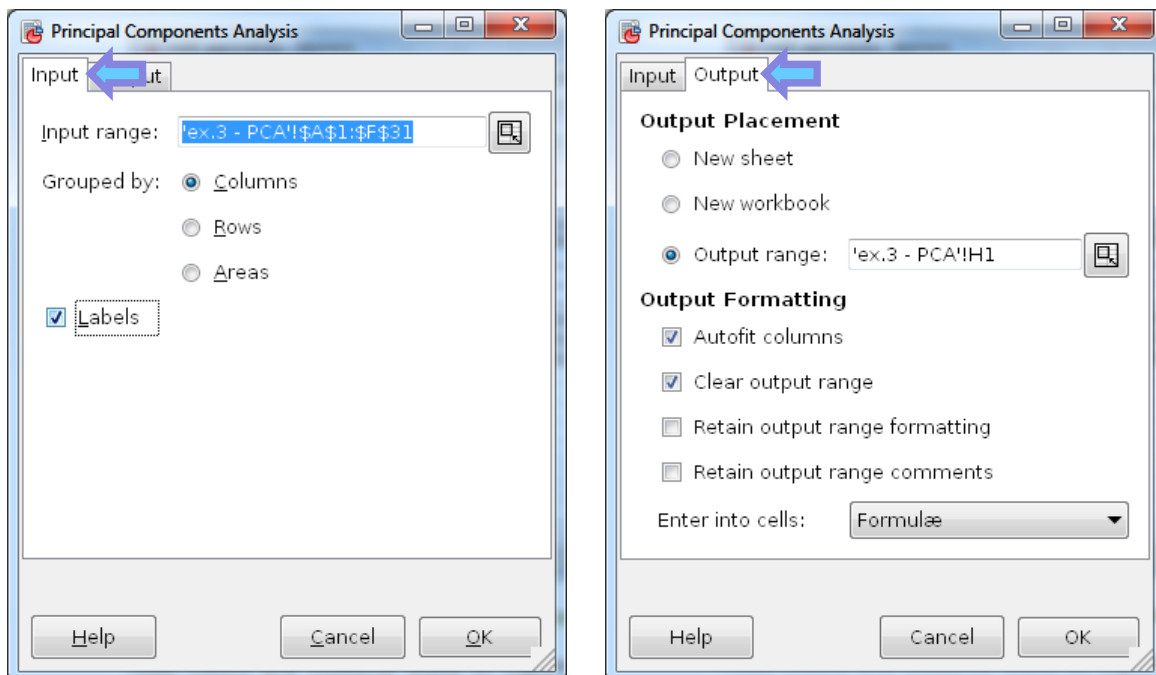 Principal Components Analysis
Input
Input range: 'ex.3 - PCA'!$A$1:$F$31
Grouped by: Columns
Rows
Areas
Labels
Help Cancel OK
Principal Components Analysis
Input Output
Output Placement
New sheet
New workbook
Output range: 'ex.3 - PCA'!H1
Output Formatting
Autofit columns
Clear output range
Retain output range formatting
Retain output range comments
Enter into cells: Formulæ
Help Cancel OK